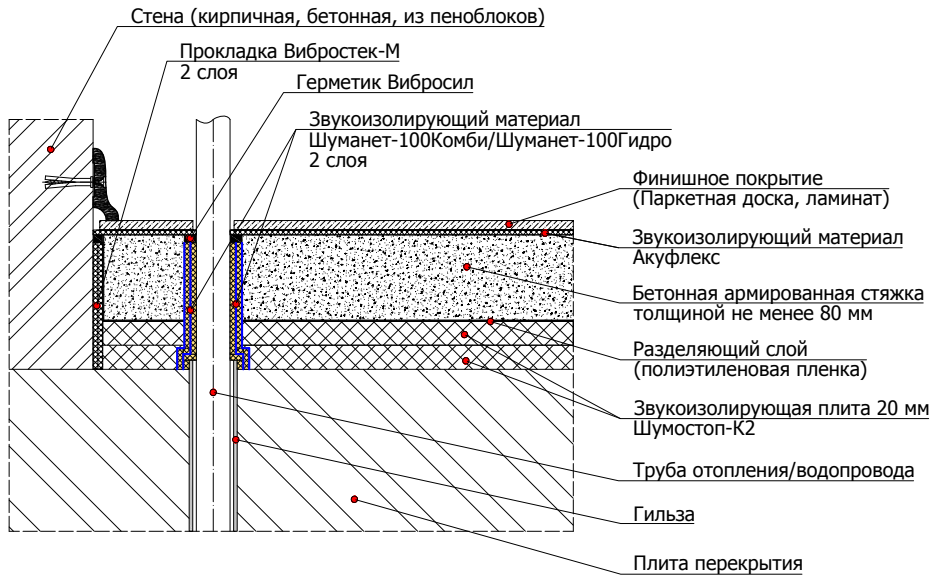 Стена (кирпичная, бетонная, из пеноблоков)
Прокладка Вибростек-М
2 слоя
Герметик Вибросил
Звукоизолирующий материал
Шуманет-100Комби/Шуманет-100Гидро
2 слоя
Финишное покрытие
(Паркетная доска, ламинат)
Звукоизолирующий материал
Акуфлекс
Бетонная армированная стяжка
толщиной не менее 80 мм
Разделяющий слой
(полиэтиленовая пленка)
Звукоизолирующая плита 20 мм
Шумостоп-К2
Труба отопления/водопровода
Гильза
Плита перекрытия